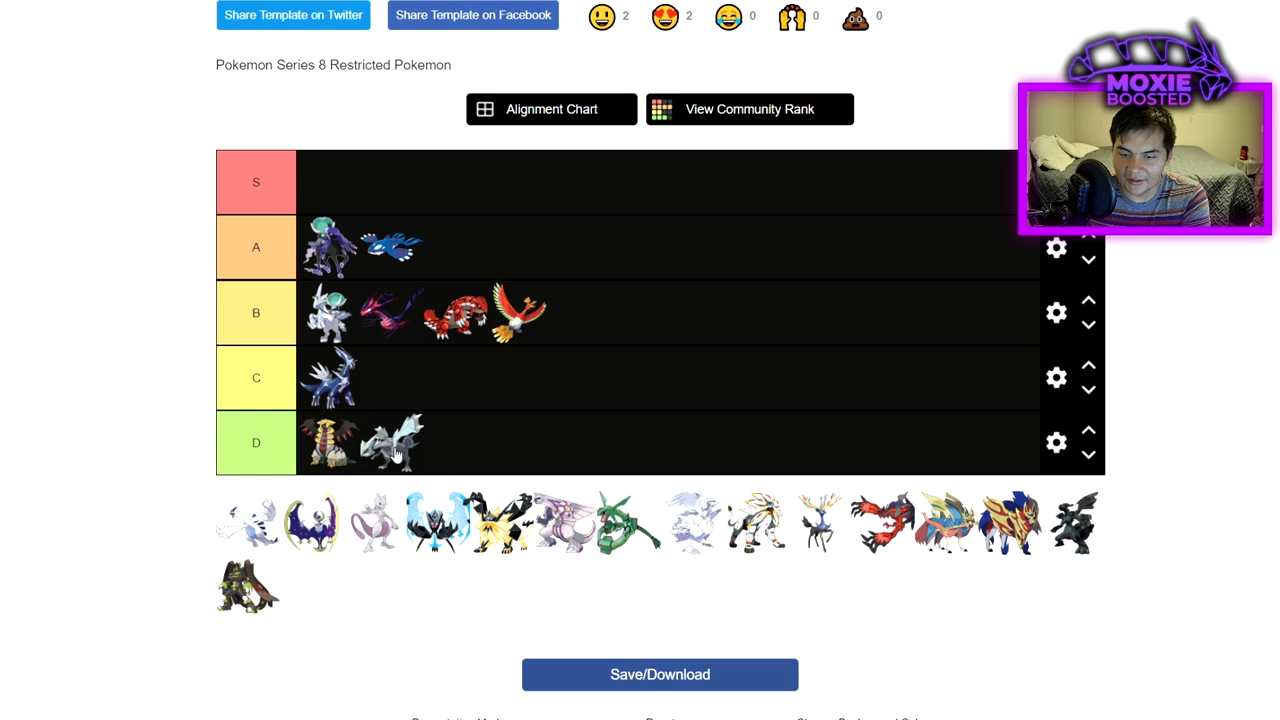 Share Template on Twitter
Share Template on Facebook
2
2
0
0
0
Pokemon Series 8 Restricted Pokemon
MOXIE
BOOSTED
Alignment Chart
View Community Rank
S
A
B
C
D
Save/Download